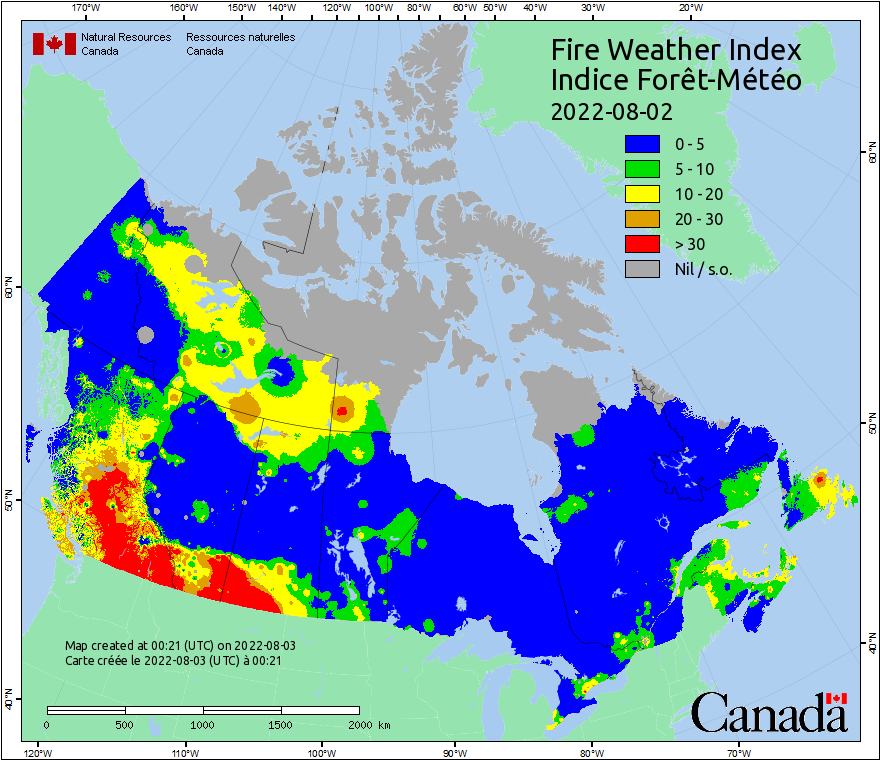 170°W 160°W 150°W 140°W 130°W 120°W 110°W 100°W 90°W 80°W 70°W 60°W 50°W 40°W 30°W 20°W
Natural Resources Canada
Ressources naturelles Canada
Fire Weather Index
Indice Forêt-Météo
2022-08-02
0 - 5
5 - 10
10 - 20
20 - 30
> 30
Nil / s.o.
60°N
60°N
50°N
50°N
40°N
40°N
Map created at 00:21 (UTC) on 2022-08-03
Carte créée le 2022-08-03 (UTC) à 00:21
0 500 1000 1500 2000 km
Canada
120°W 110°W 100°W 90°W 80°W 70°W